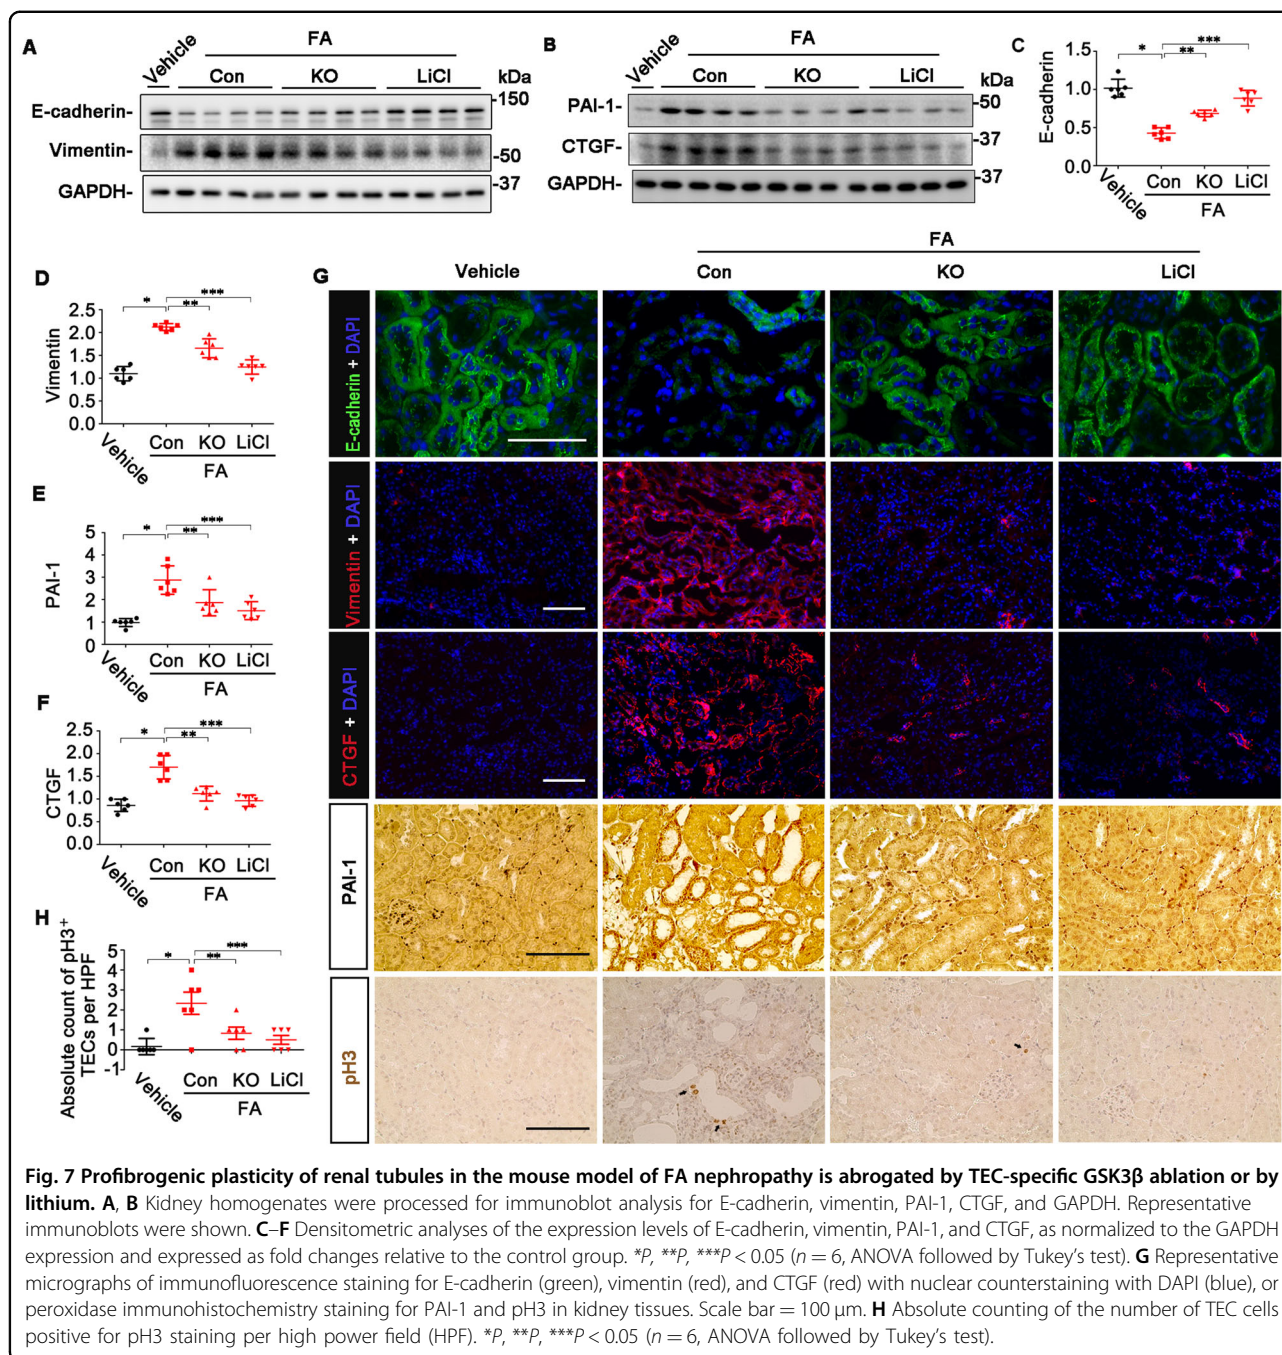 A
Vehicle
FA
Con KO LiCl
kDa
E-cadherin- -150
Vimentin- -50
GAPDH- -37
B
Vehicle
FA
Con KO LiCl
kDa
PAI-1- -50
CTGF- -37
GAPDH- -37
C
E-cadherin
1.5
1.0
0.5
0.0
* ** ***
Vehicle Con KO LiCl
FA
D
Vimentin
2.5
2.0
1.5
1.0
0.5
0.0
* ** ***
Vehicle Con KO LiCl
FA
E
PAI-1
5
4
3
2
1
0
* ** ***
Vehicle Con KO LiCl
FA
F
CTGF
2.5
2.0
1.5
1.0
0.5
0.0
* ** ***
Vehicle Con KO LiCl
FA
H
Absolute count of pH3+
TECs per HPF
5
4
3
2
1
0
-1
* ** ***
Vehicle Con KO LiCl
FA
G
FA
Vehicle Con KO LiCl
E-cadherin + DAPI
Vimentin + DAPI
CTGF + DAPI
PAI-1
pH3
Fig. 7 Profibrogenic plasticity of renal tubules in the mouse model of FA nephropathy is abrogated by TEC-specific GSK3β ablation or by
lithium. A, B Kidney homogenates were processed for immunoblot analysis for E-cadherin, vimentin, PAI-1, CTGF, and GAPDH. Representative
immunoblots were shown. C–F Densitometric analyses of the expression levels of E-cadherin, vimentin, PAI-1, and CTGF, as normalized to the GAPDH
expression and expressed as fold changes relative to the control group. *P, **P, ***P < 0.05 (n = 6, ANOVA followed by Tukey's test). G Representative
micrographs of immunofluorescence staining for E-cadherin (green), vimentin (red), and CTGF (red) with nuclear counterstaining with DAPI (blue), or
peroxidase immunohistochemistry staining for PAI-1 and pH3 in kidney tissues. Scale bar = 100 μm. H Absolute counting of the number of TEC cells
positive for pH3 staining per high power field (HPF). *P, **P, ***P < 0.05 (n = 6, ANOVA followed by Tukey's test).